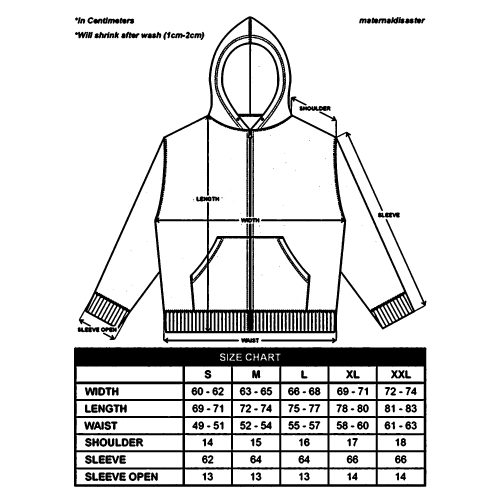 *In Centimeters
maternaldisaster
*Will shrink after wash (1cm-2cm)
SHOULDER
LENGTH
WIDTH
SLEEVE
SLEEVE OPEN
WAIST
SIZE CHART
S M L XL XXL
WIDTH 60 - 62 63 - 65 66 - 68 69 - 71 72 - 74
LENGTH 69 - 71 72 - 74 75 - 77 78 - 80 81 - 83
WAIST 49 - 51 52 - 54 55 - 57 58 - 60 61 - 63
SHOULDER 14 15 16 17 18
SLEEVE 62 64 64 66 66
SLEEVE OPEN 13 13 13 14 14